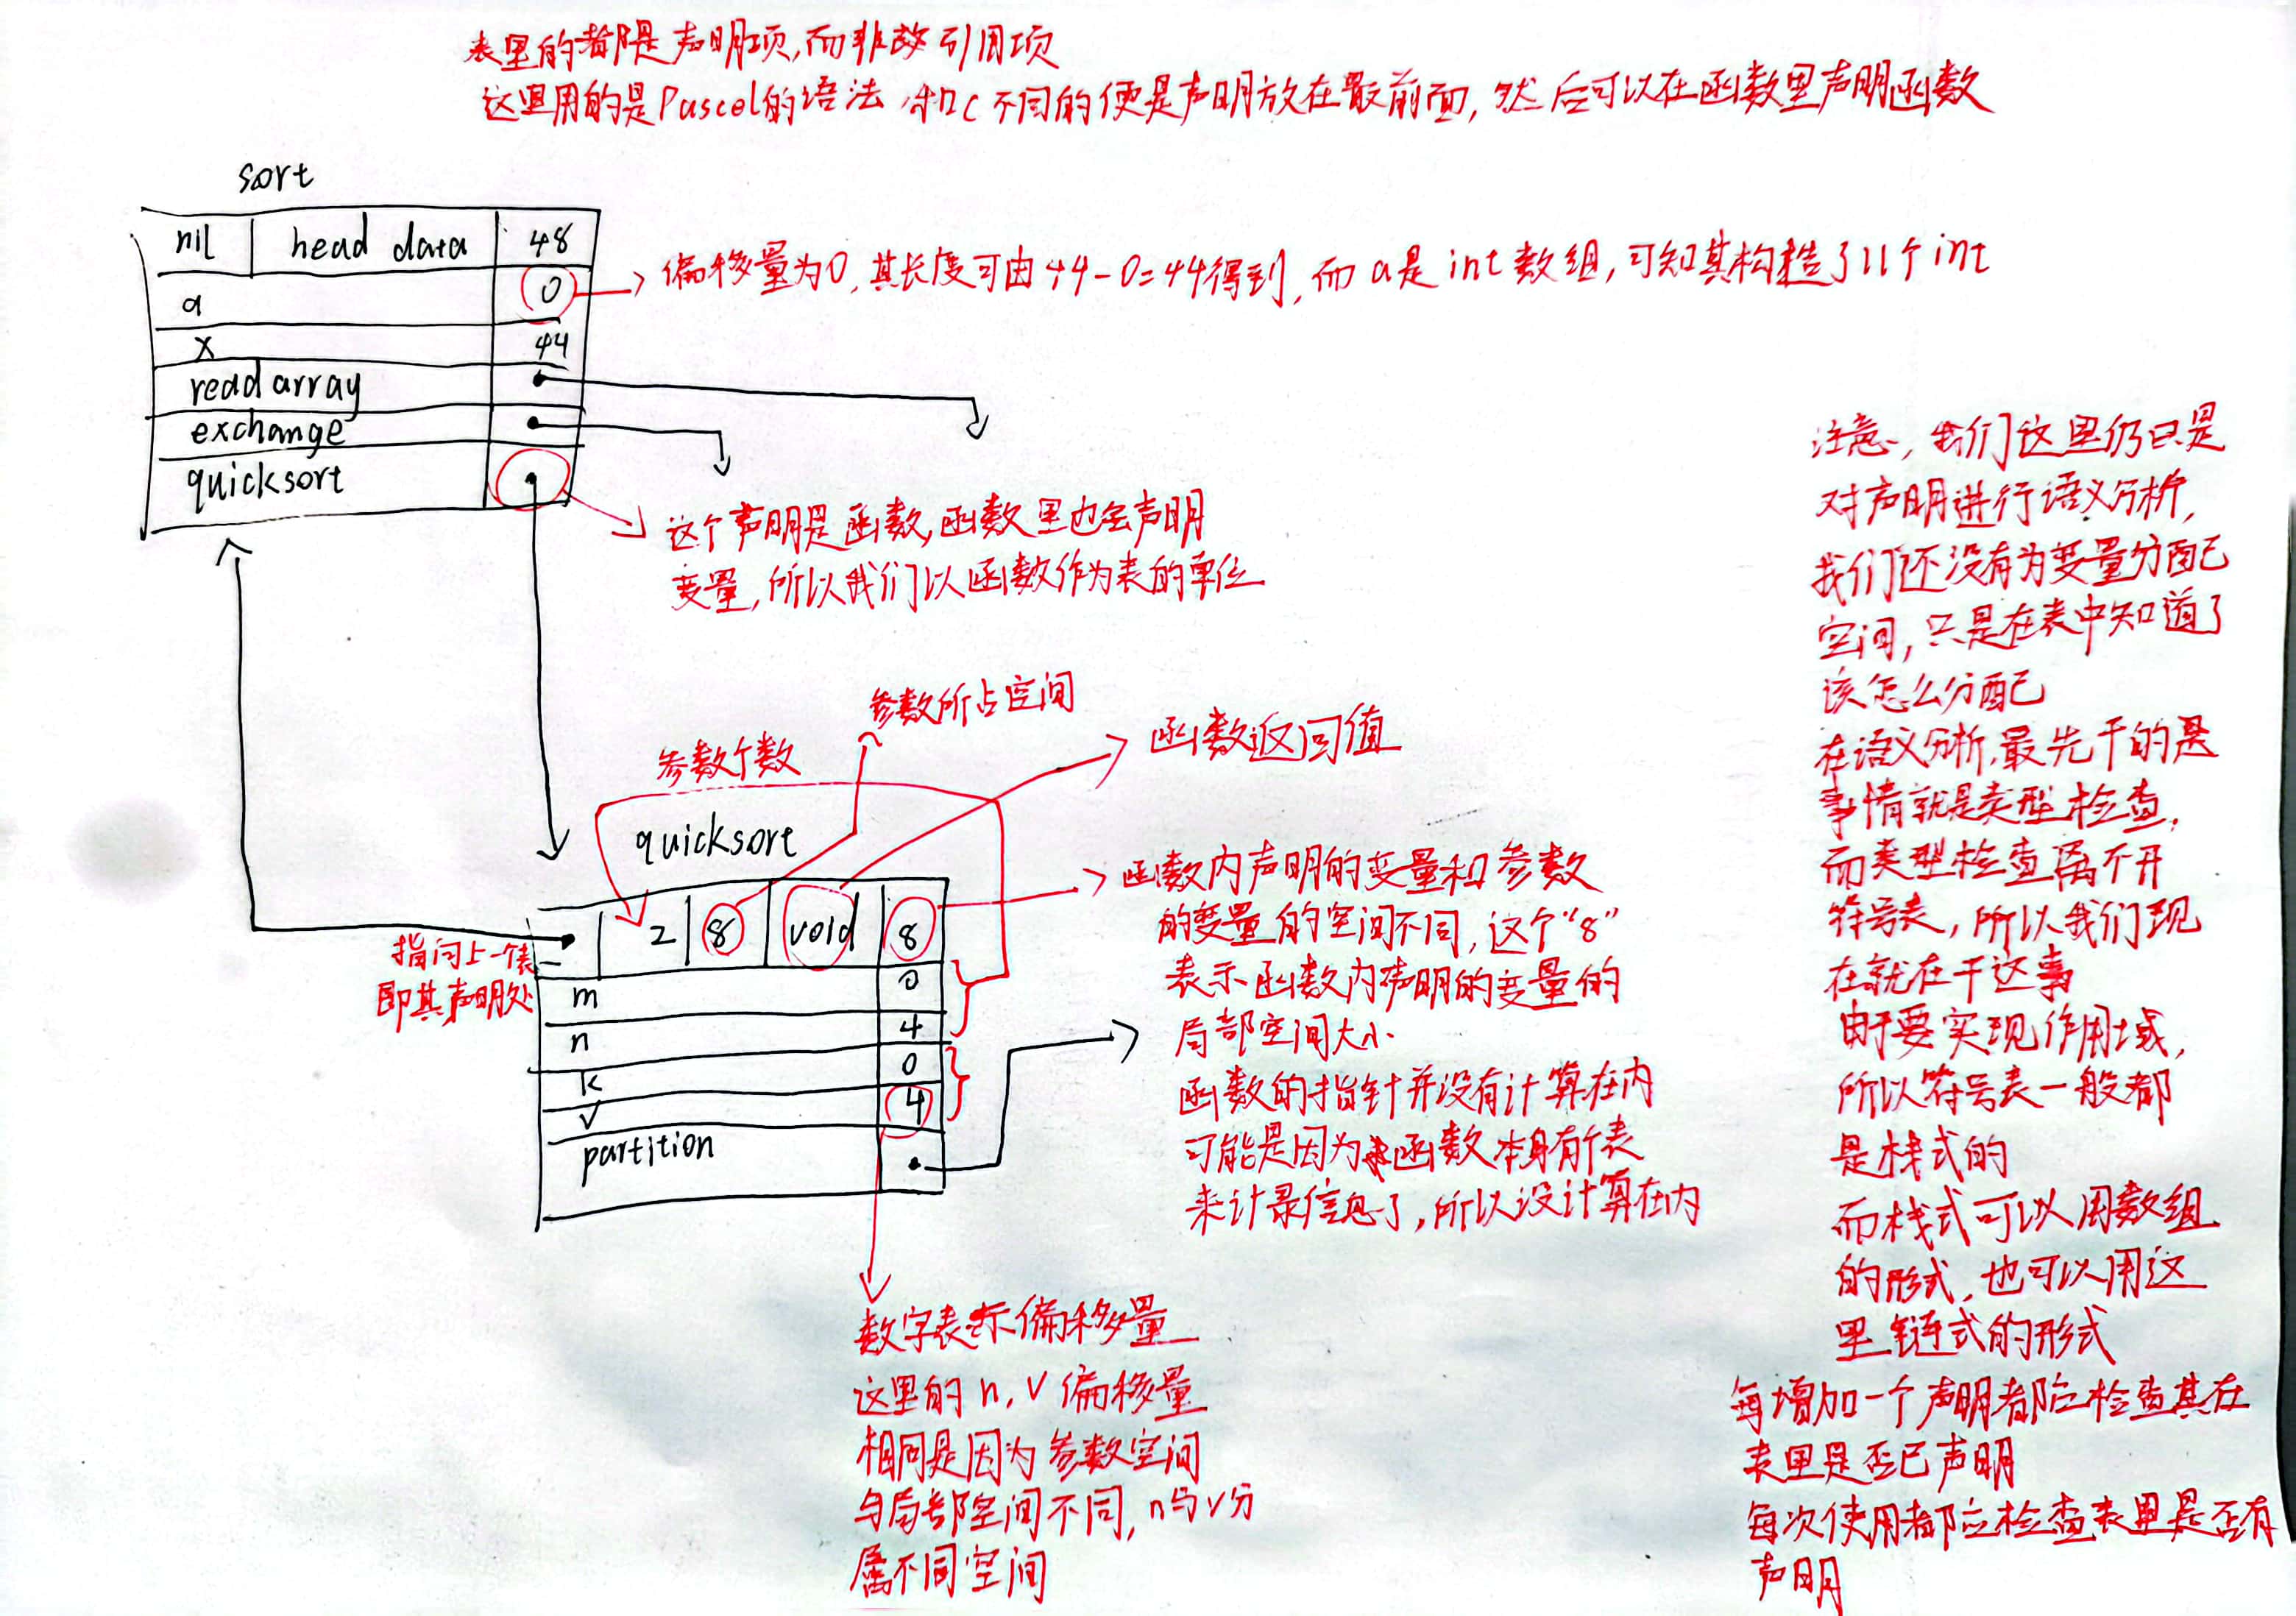 表里的都是声明项,而非故引用项
这里用的是Puscol的语法,和C不同的便是声明放在最前面,然后可以在函数里声明函数
sort
nil head data 48
a 0
偏移量为0,其长度可由44-0=44得到,而a是int数组,可知其构造了11个int
x 44
readarray
exchange
quicksort
这个声明是函数,函数里也会声明
变量,所以我们以函数作为表的单位
参数所占空间
函数返回值
参数个数
quicksort
2 8 void 8
指向上一个表
即其声明处
m 0
n 4
k 0
v 4
partition
函数内声明的变量和参数
的变量的空间不同,这个“8”
表示函数内声明的变量的
局部空间大小
函数的指针并没有计算在内
可能是因为函数本身有个表
来计录信息了,所以没计算在内
数字表示偏移量
这里的n,v偏移量
相同是因为参数空间
与局部空间不同,n与v分
属不同空间
注意,我们这里仍只是
对声明进行语义分析,
我们还没有为变量分配
空间,只是在表中知道了
该怎么分配
在语义分析,最先干的是
事情就是类型检查,
而类型检查离不开
符号表,所以我们现
在就在干这事
由于要实现作用域,
所以符号表一般都
是栈式的
而栈式可以用数组
的形式,也可以用这
里链式的形式
每增加一个声明都应检查其在
表里是否已声明
每次使用都应检查表里是否有
声明